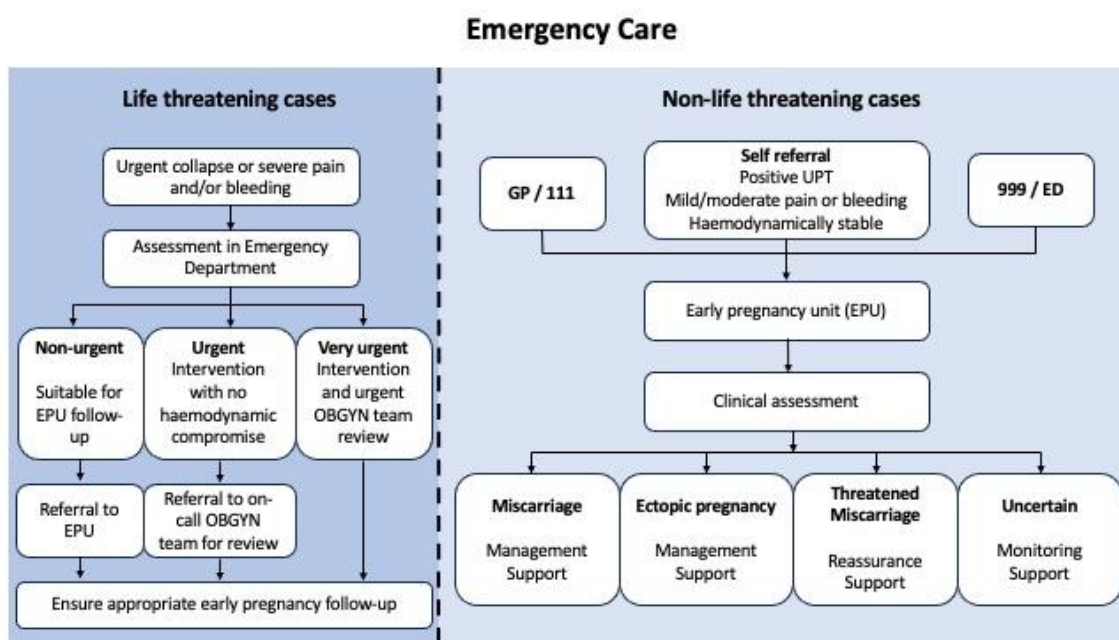 Emergency Care
Life threatening cases
Urgent collapse or severe pain
and/or bleeding
Assessment in Emergency
Department
Non-urgent
Suitable for
EPU follow-
up
Urgent
Intervention
with no
haemodynamic
compromise
Very urgent
Intervention
and urgent
OBGYN team
review
Referral to
EPU
Referral to on-
call OBGYN
team for review
Ensure appropriate early pregnancy follow-up
Non-life threatening cases
GP / 111
Self referral
Positive UPT
Mild/moderate pain or bleeding
Haemodynamically stable
999 / ED
Early pregnancy unit (EPU)
Clinical assessment
Miscarriage
Management
Support
Ectopic pregnancy
Management
Support
Threatened
Miscarriage
Reassurance
Support
Uncertain
Monitoring
Support